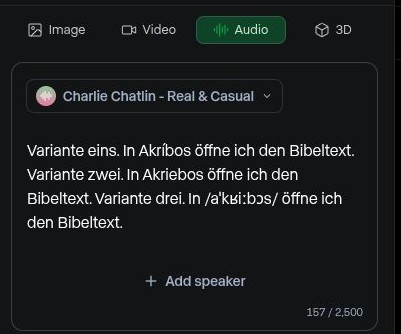 Image Video Audio 3D
Charlie Chatlin - Real & Casual
Variante eins. In Akríbos öffne ich den Bibeltext.
Variante zwei. In Akriebos öffne ich den
Bibeltext. Variante drei. In /aˈkʁiːbɔs/ öffne ich
den Bibeltext.
+ Add speaker
157 / 2,500